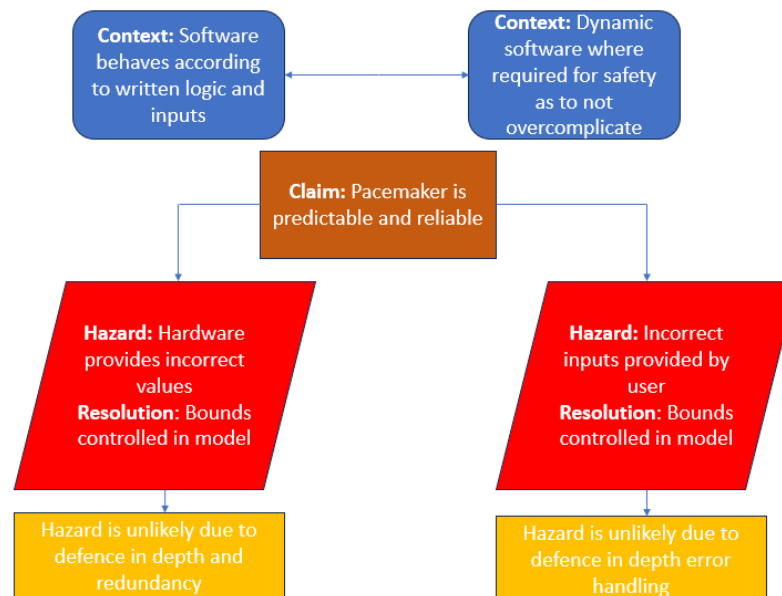 Context: Software
behaves according
to written logic and
inputs
Context: Dynamic
software where
required for safety
as to not
overcomplicate
Claim: Pacemaker is
predictable and reliable
Hazard: Hardware
provides incorrect
values
Resolution: Bounds
controlled in model
Hazard: Incorrect
inputs provided by
user
Resolution: Bounds
controlled in model
Hazard is unlikely due to
defence in depth and
redundancy
Hazard is unlikely due to
defence in depth error
handling